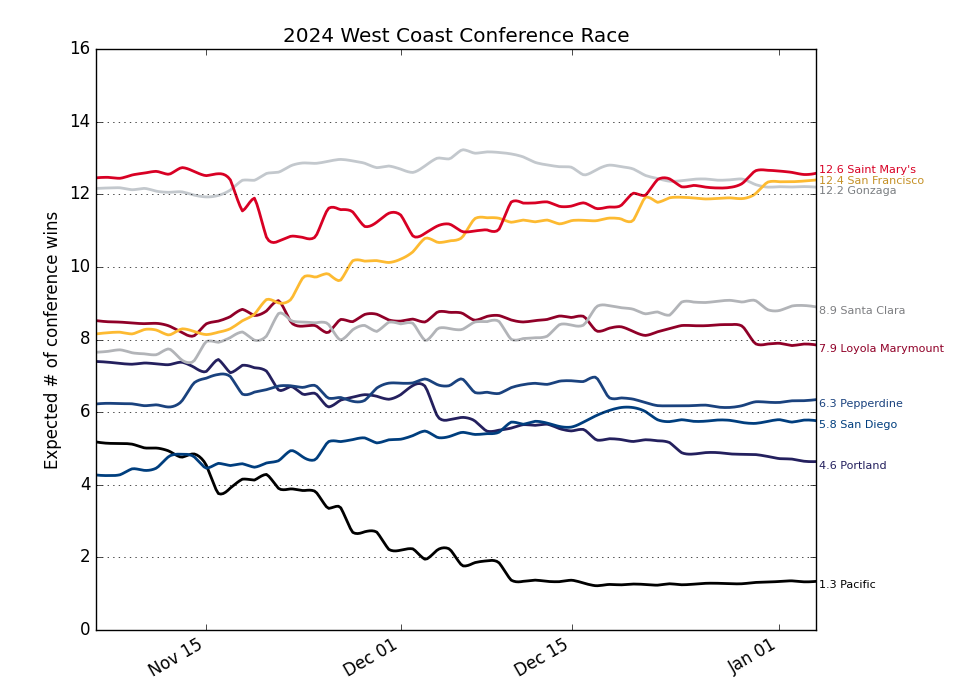 2024 West Coast Conference Race
Expected # of conference wins
16
14
12
10
8
6
4
2
0
Nov 15
Dec 01
Dec 15
Jan 01
12.6 Saint Mary's
12.4 San Francisco
12.2 Gonzaga
8.9 Santa Clara
7.9 Loyola Marymount
6.3 Pepperdine
5.8 San Diego
4.6 Portland
1.3 Pacific